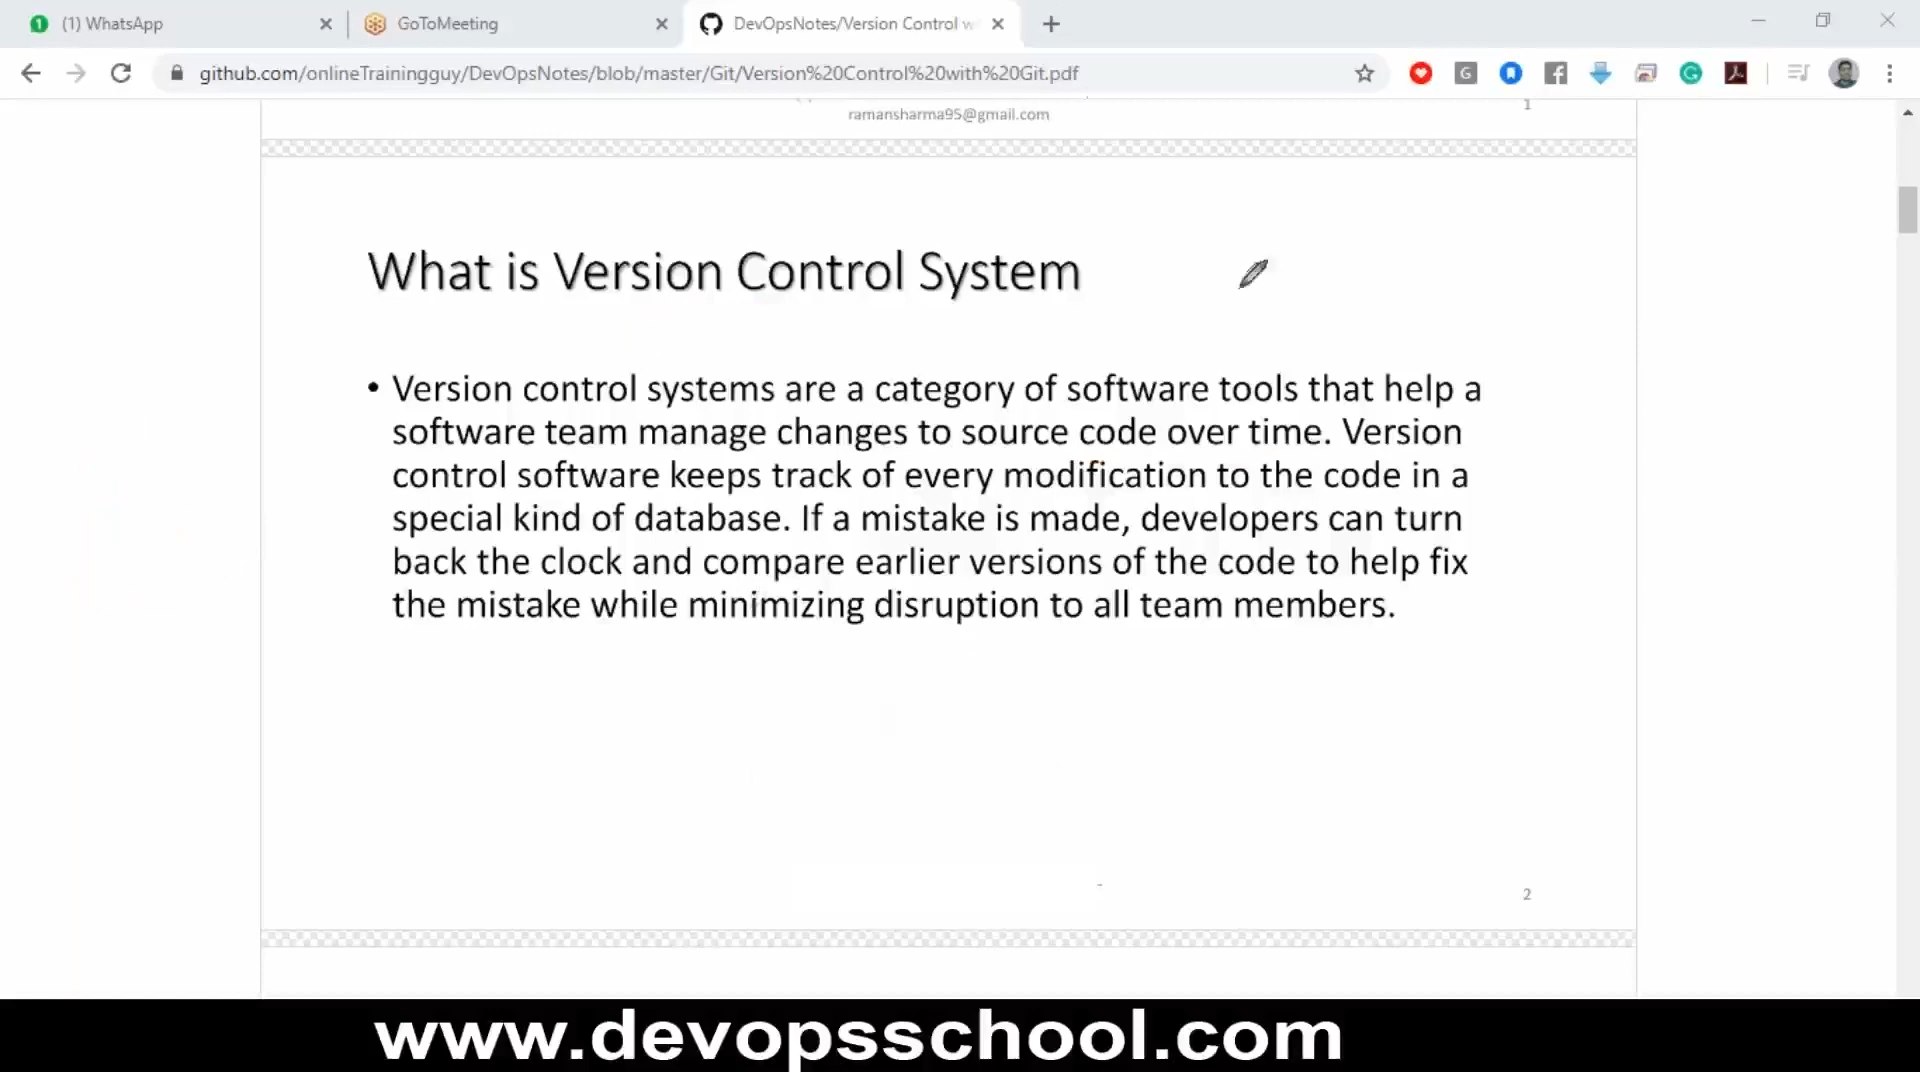 (1) WhatsApp
GoToMeeting
DevOpsNotes/Version Control w
github.com/onlineTrainingguy/DevOpsNotes/blob/master/Git/Version%20Control%20with%20Git.pdf
ramansharma95@gmail.com
1
What is Version Control System
• Version control systems are a category of software tools that help a
software team manage changes to source code over time. Version
control software keeps track of every modification to the code in a
special kind of database. If a mistake is made, developers can turn
back the clock and compare earlier versions of the code to help fix
the mistake while minimizing disruption to all team members.
2
www.devopsschool.com